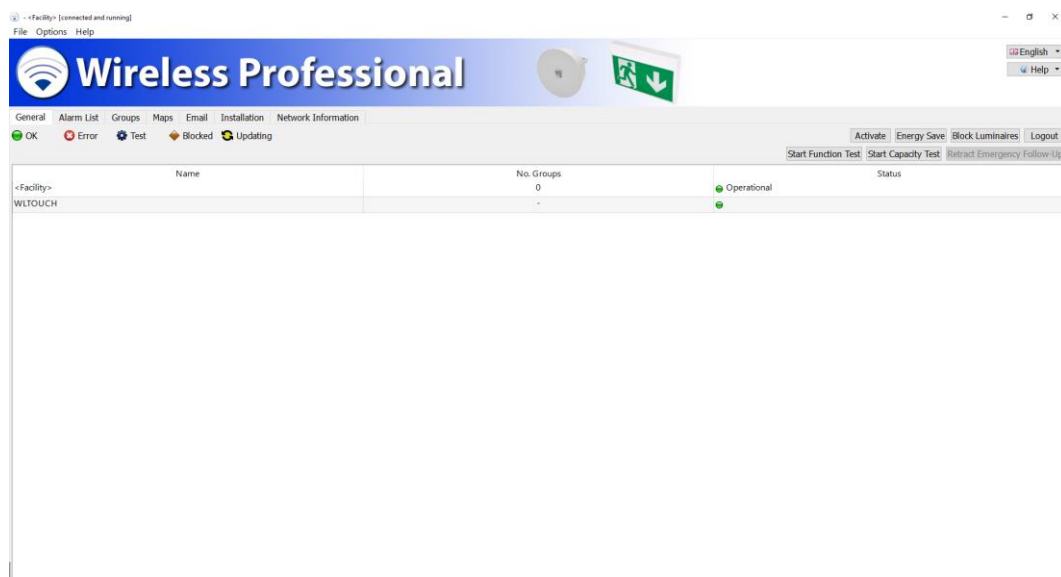 - <Facility> [connected and running]
File Options Help
Wireless Professional
English
Help
General Alarm List Groups Maps Email Installation Network Information
OK Error Test Blocked Updating
Activate Energy Save Block Luminaires Logout
Start Function Test Start Capacity Test Retract Emergency Follow-Up
Name No. Groups Status
<Facility> 0 Operational
WLTOUCH -